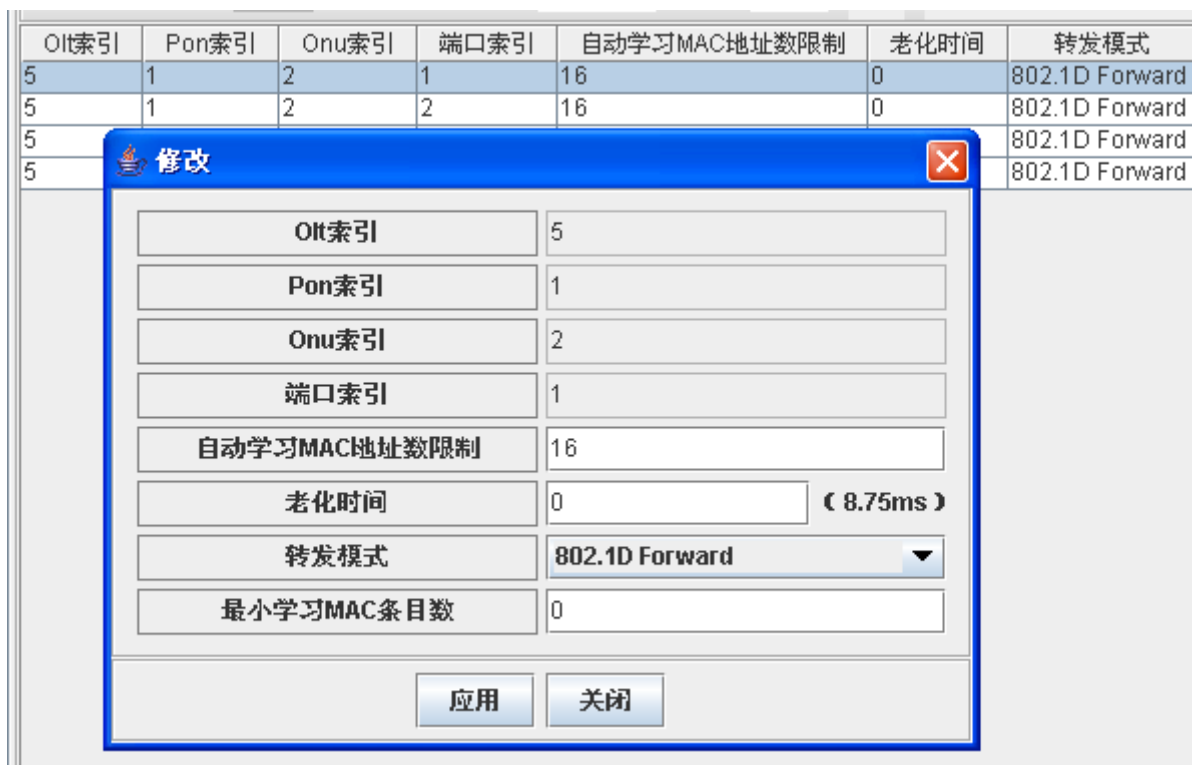 Olt索引 Pon索引 Onu索引 端口索引 自动学习MAC地址数限制 老化时间 转发模式
5 1 2 1 16 0 802.1D Forward
5 1 2 2 16 0 802.1D Forward
5 802.1D Forward
5 802.1D Forward
修改
Olt索引 5
Pon索引 1
Onu索引 2
端口索引 1
自动学习MAC地址数限制 16
老化时间 0 (8.75ms)
转发模式 802.1D Forward
最小学习MAC条目数 0
应用 关闭